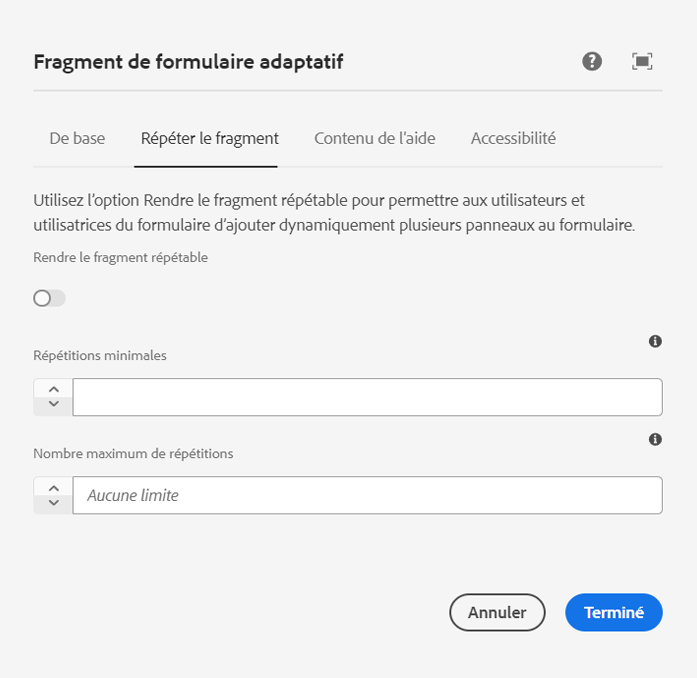 Fragment de formulaire adaptatif
De base Répéter le fragment Contenu de l'aide Accessibilité
Utilisez l’option Rendre le fragment répétable pour permettre aux utilisateurs et
utilisatrices du formulaire d’ajouter dynamiquement plusieurs panneaux au formulaire.
Rendre le fragment répétable
Répétitions minimales
Nombre maximum de répétitions
Aucune limite
Annuler Terminé